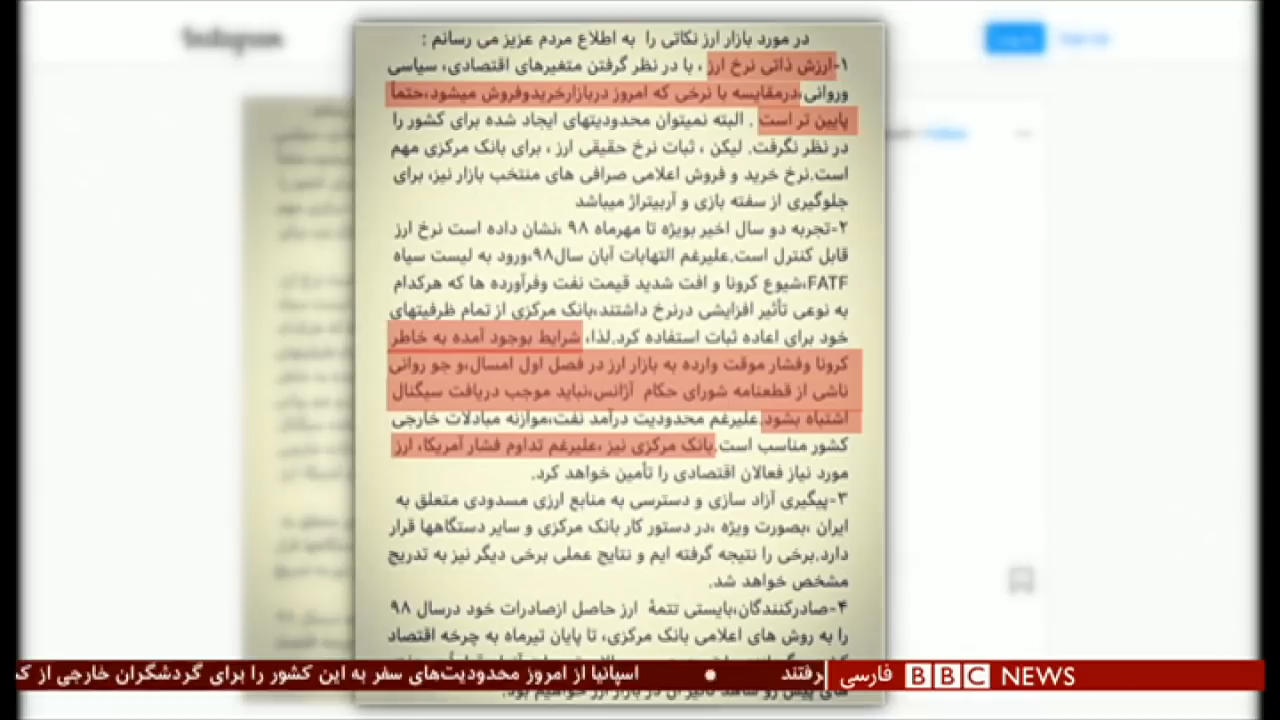 Instagram
در مورد بازار ارز نکاتی را به اطلاع مردم عزیز می رسانم :
۱-ارزش ذاتی نرخ ارز ، با در نظر گرفتن متغیرهای اقتصادی، سیاسی
وروانی،درمقایسه با نرخی که امروز دربازارخریدوفروش میشود،حتماً
پایین تر است . البته نمیتوان محدودیتهای ایجاد شده برای کشور را
در نظر نگرفت. لیکن ، ثبات نرخ حقیقی ارز ، برای بانک مرکزی مهم
است.نرخ خرید و فروش اعلامی صرافی های منتخب بازار نیز، برای
جلوگیری از سفته بازی و آربیتراژ میباشد
۲-تجربه دو سال اخیر بویژه تا مهرماه ۹۸ ،نشان داده است نرخ ارز
قابل کنترل است.علیرغم التهابات آبان سال۹۸،ورود به لیست سیاه
FATF،شیوع کرونا و افت شدید قیمت نفت وفرآورده ها که هرکدام
به نوعی تأثیر افزایشی درنرخ داشتند،بانک مرکزی از تمام ظرفیتهای
خود برای اعاده ثبات استفاده کرد.لذا، شرایط بوجود آمده به خاطر
کرونا وفشار موقت وارده به بازار ارز در فصل اول امسال،و جو روانی
ناشی از قطعنامه شورای حکام آژانس،نباید موجب دریافت سیگنال
اشتباه بشود.علیرغم محدودیت درآمد نفت،موازنه مبادلات خارجی
کشور مناسب است.بانک مرکزی نیز ،علیرغم تداوم فشار آمریکا، ارز
مورد نیاز فعالان اقتصادی را تأمین خواهد کرد.
۳-پیگیری آزاد سازی و دسترسی به منابع ارزی مسدودی متعلق به
ایران ،بصورت ویژه ،در دستور کار بانک مرکزی و سایر دستگاهها قرار
دارد.برخی را نتیجه گرفته ایم و نتایج عملی برخی دیگر نیز به تدریج
مشخص خواهد شد.
۴-صادرکنندگان،بایستی تتمهٔ ارز حاصل ازصادرات خود درسال ۹۸
را به روش های اعلامی بانک مرکزی، تا پایان تیرماه به چرخه اقتصاد
رفتند • اسپانیا از امروز محدودیت‌های سفر به این کشور را برای گردشگران خارجی از
BBC NEWS فارسی